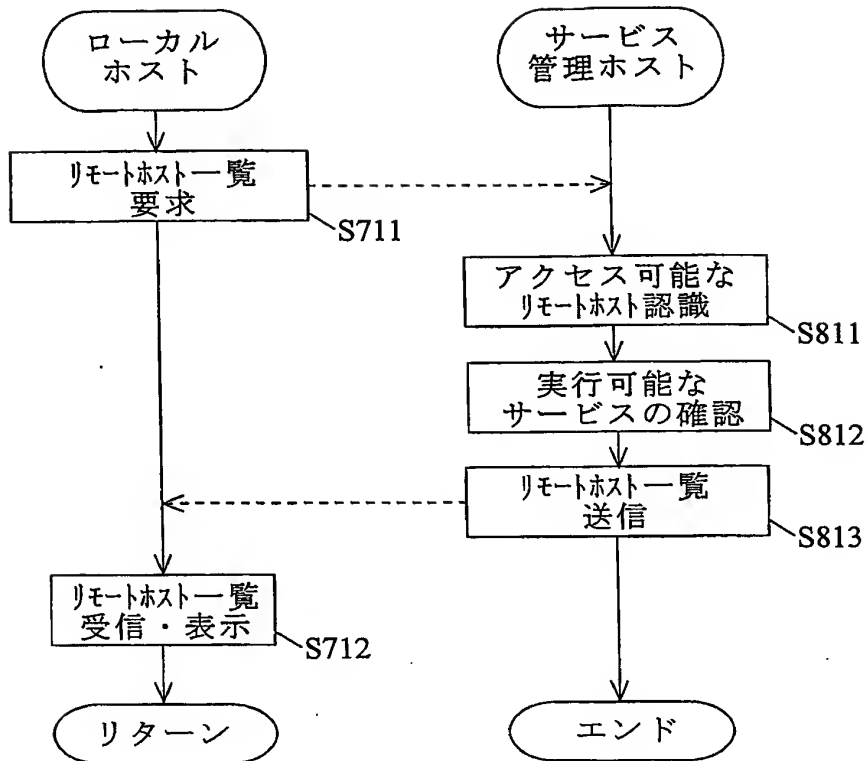 ローカル
ホスト
サービス
管理ホスト
リモートホスト一覧
要求
S711
アクセス可能な
リモートホスト認識
S811
実行可能な
サービスの確認
S812
リモートホスト一覧
送信
S813
リモートホスト一覧
受信・表示
S712
リターン
エンド